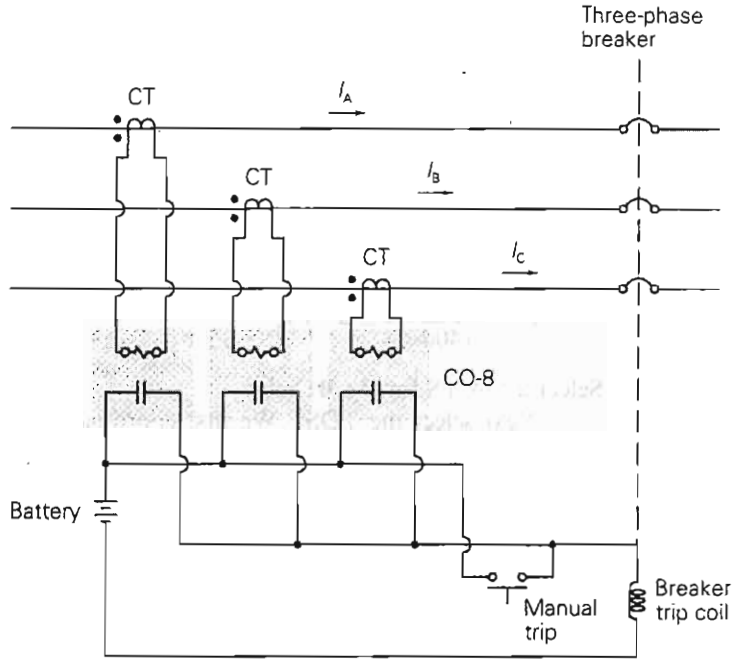 Three-phase
breaker
CT
I_A
CT
I_B
CT
I_C
CO-8
Battery
Manual
trip
Breaker
trip coil